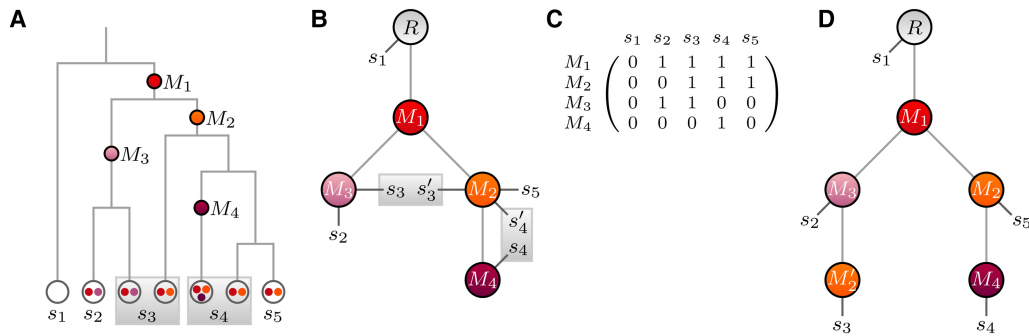 A
M₁
M₂
M₃
M₄
s₁ s₂ s₃ s₄ s₅
B
R
s₁
M₁
M₃ s₃ s′₃ M₂ s₅
s₂
s′₄
s₄
M₄
C
s₁ s₂ s₃ s₄ s₅
M₁ 0 1 1 1 1
M₂ 0 0 1 1 1
M₃ 0 1 1 0 0
M₄ 0 0 0 1 0
D
R
s₁
M₁
M₃ M₂
s₂ s₅
M′₂ M₄
s₃ s₄